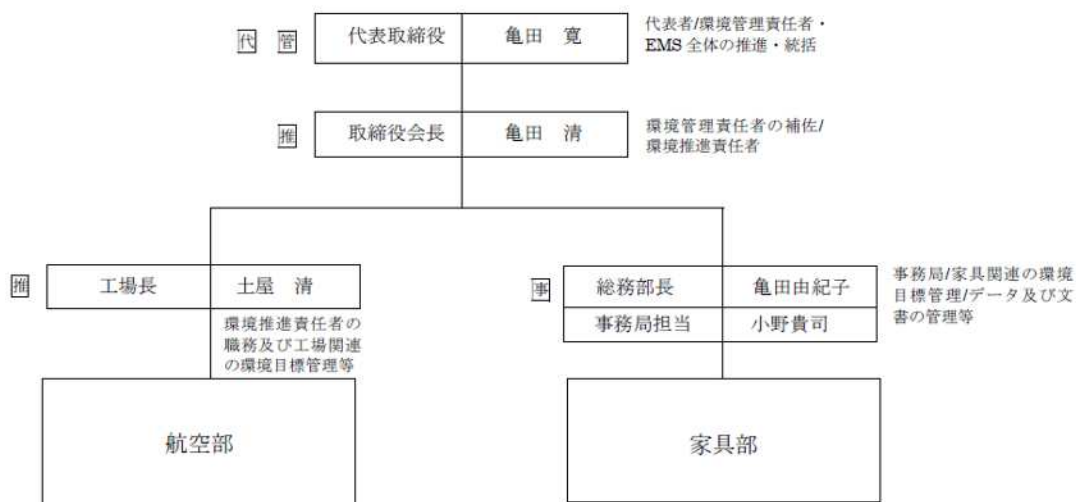 代 管 代表取締役 亀田 寛 代表者/環境管理責任者・
EMS 全体の推進・統括
推 取締役会長 亀田 清 環境管理責任者の補佐/
環境推進責任者
推 工場長 土屋 清
環境推進責任者の
職務及び工場関連
の環境目標管理等
事 総務部長 亀田由紀子
事務局担当 小野貴司
事務局/家具関連の環境
目標管理/データ及び文
書の管理等
航空部
家具部